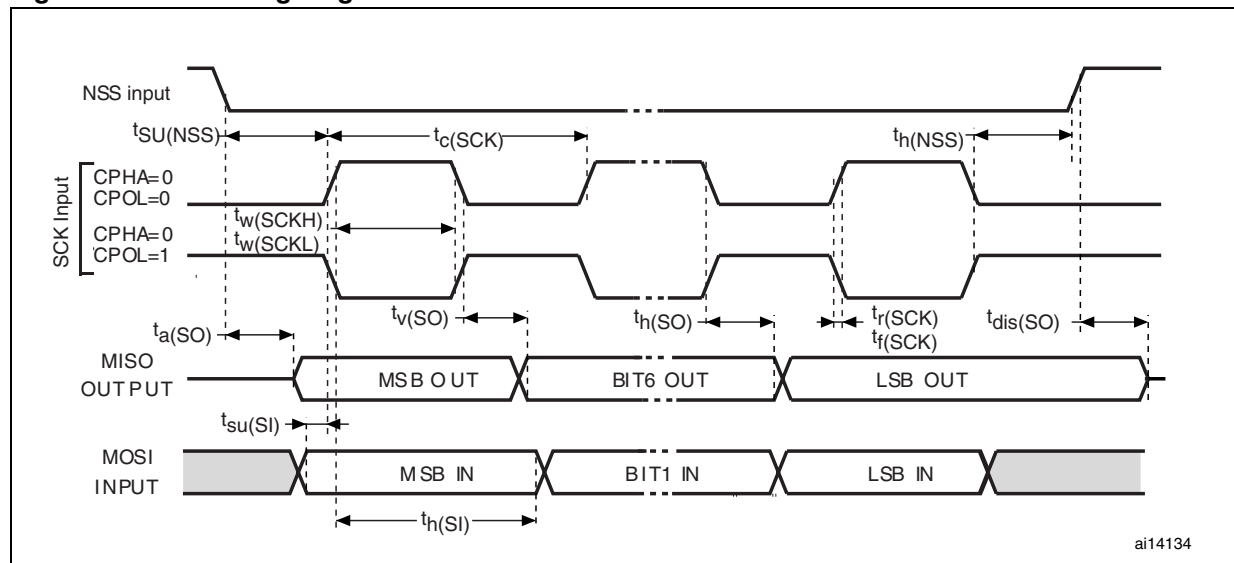 NSS input
tSU(NSS)
tc(SCK)
th(NSS)
SCK Input
CPHA=0
CPOL=0
tw(SCKH)
tw(SCKL)
CPHA=0
CPOL=1
ta(SO)
tv(SO)
th(SO)
tr(SCK)
tf(SCK)
tdis(SO)
MISO
OUTPUT
MSB OUT
BIT6 OUT
LSB OUT
tsu(SI)
MOSI
INPUT
MSB IN
BIT1 IN
LSB IN
th(SI)
ai14134